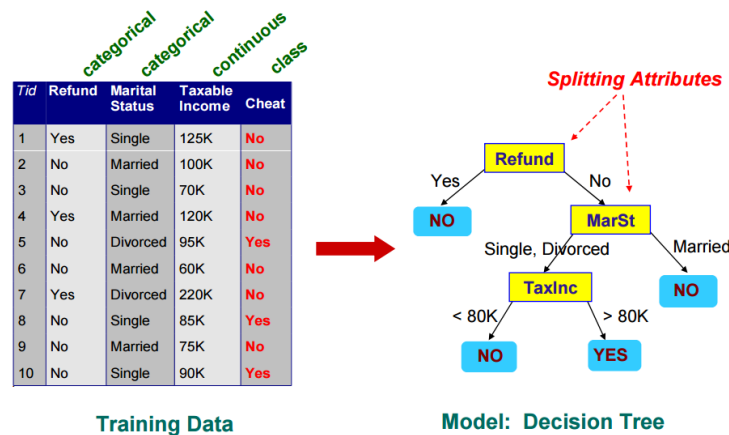 categorical categorical continuous class
Tid Refund Marital Status Taxable Income Cheat
1 Yes Single 125K No
2 No Married 100K No
3 No Single 70K No
4 Yes Married 120K No
5 No Divorced 95K Yes
6 No Married 60K No
7 Yes Divorced 220K No
8 No Single 85K Yes
9 No Married 75K No
10 No Single 90K Yes
Training Data
Splitting Attributes
Refund
Yes No
NO MarSt
Single, Divorced Married
TaxInc NO
< 80K > 80K
NO YES
Model: Decision Tree